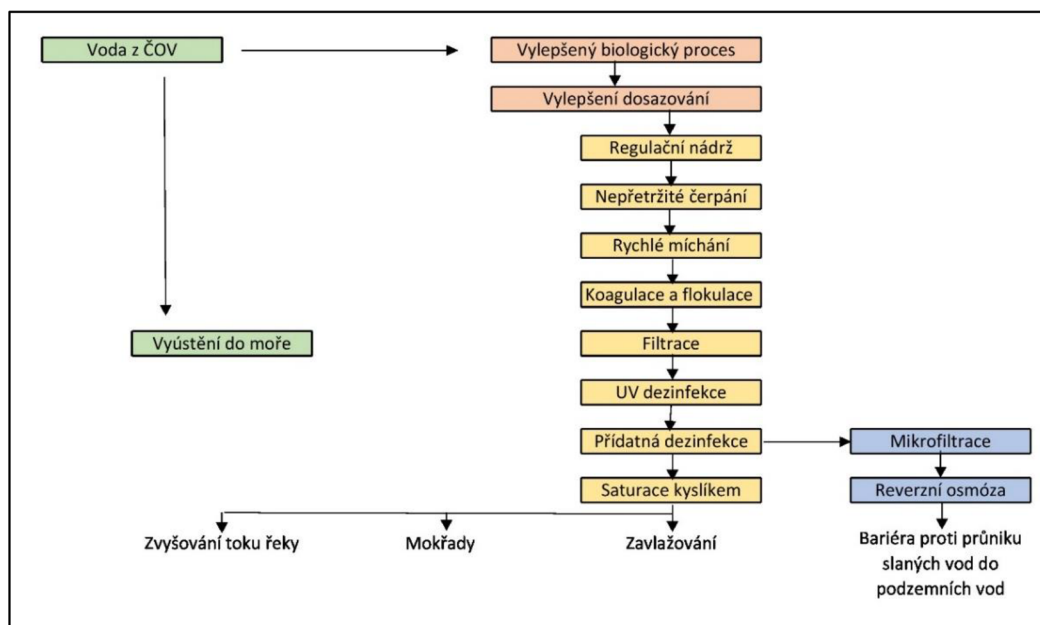 Voda z ČOV
Vylepšený biologický proces
Vylepšení dosazování
Regulační nádrž
Nepřetržité čerpání
Rychlé míchání
Koagulace a flokulace
Vyústění do moře
Filtrace
UV dezinfekce
Přídatná dezinfekce
Mikrofiltrace
Saturace kyslíkem
Reverzní osmóza
Zvyšování toku řeky
Mokřady
Zavlažování
Bariéra proti průniku
slaných vod do
podzemních vod